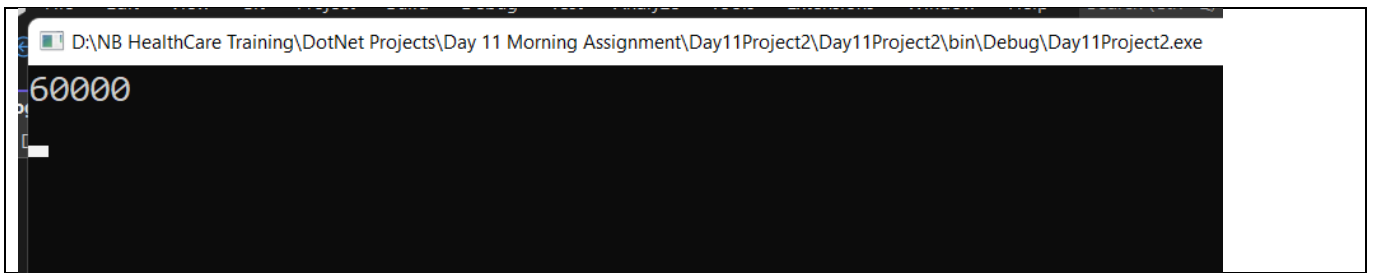 D:\NB HealthCare Training\DotNet Projects\Day 11 Morning Assignment\Day11Project2\Day11Project2\bin\Debug\Day11Project2.exe
60000